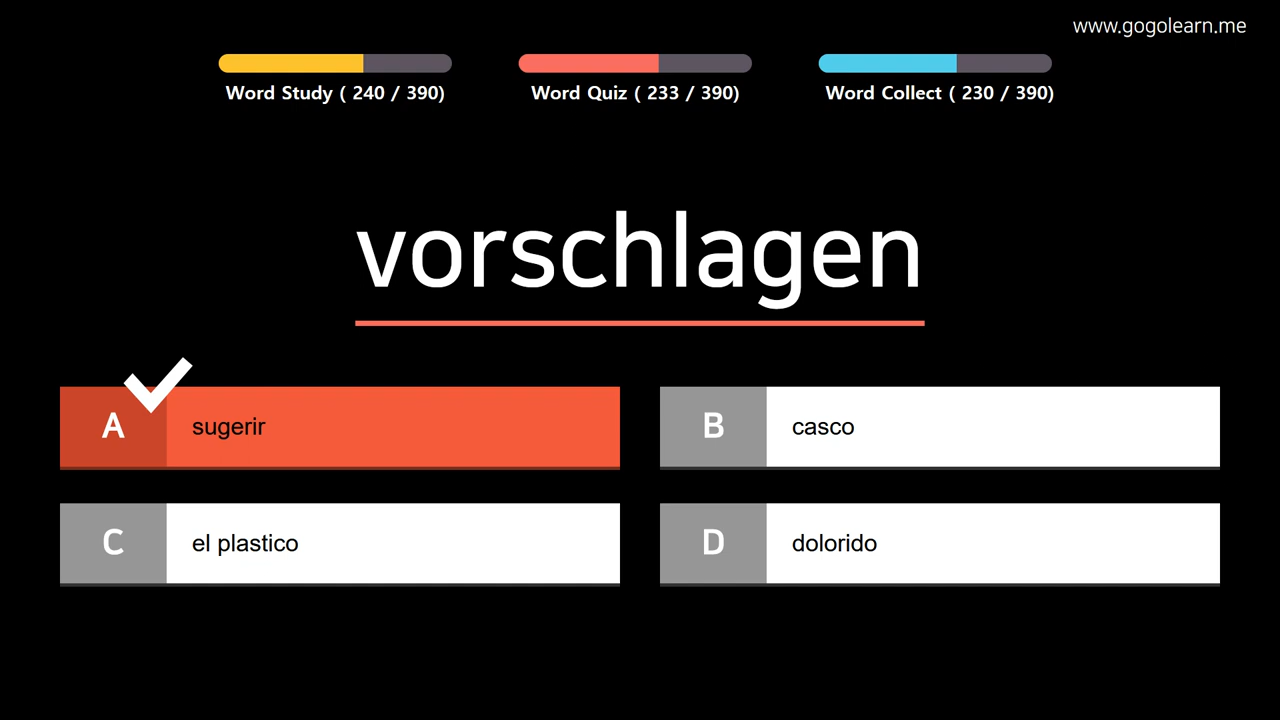 www.gogolearn.me
Word Study ( 240 / 390)
Word Quiz ( 233 / 390)
Word Collect ( 230 / 390)
vorschlagen
A sugerir
B casco
C el plastico
D dolorido